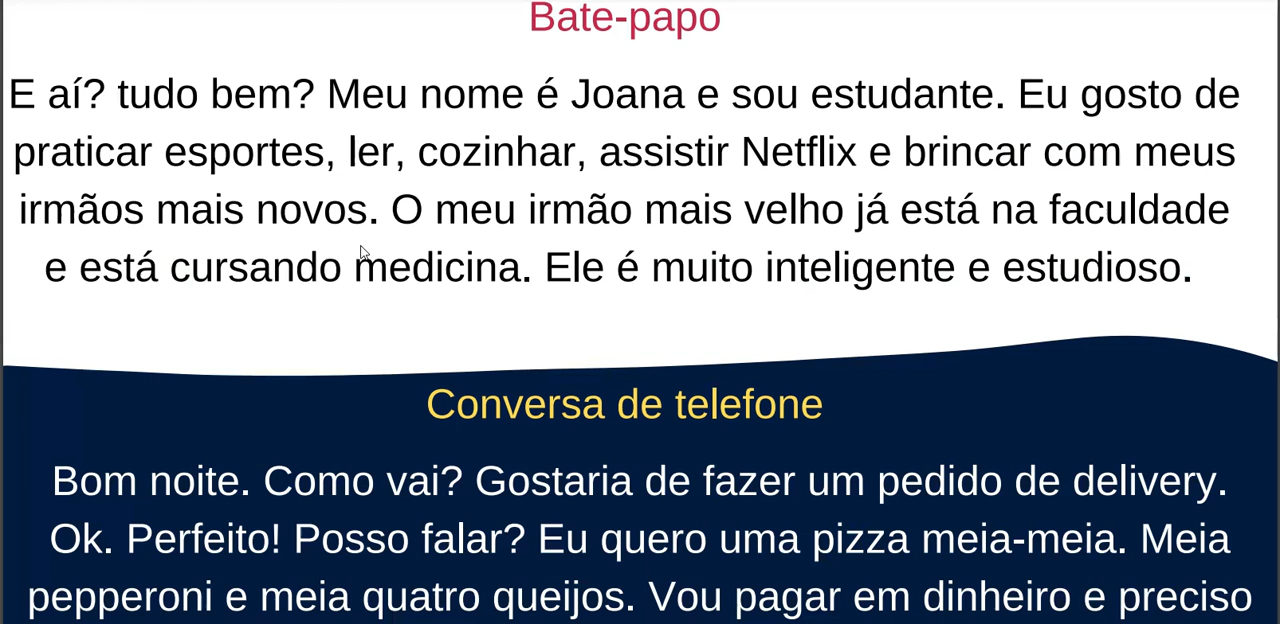 Bate-papo
E aí? tudo bem? Meu nome é Joana e sou estudante. Eu gosto de
praticar esportes, ler, cozinhar, assistir Netflix e brincar com meus
irmãos mais novos. O meu irmão mais velho já está na faculdade
e está cursando medicina. Ele é muito inteligente e estudioso.
Conversa de telefone
Bom noite. Como vai? Gostaria de fazer um pedido de delivery.
Ok. Perfeito! Posso falar? Eu quero uma pizza meia-meia. Meia
pepperoni e meia quatro queijos. Vou pagar em dinheiro e preciso